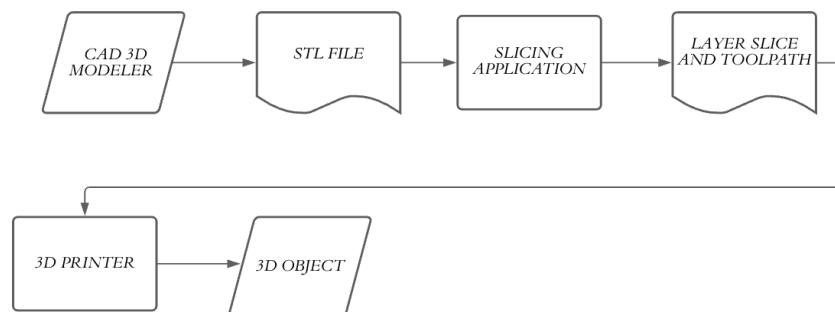 CAD 3D
MODELER
STL FILE
SLICING
APPLICATION
LAYER SLICE
AND TOOLPATH
3D PRINTER
3D OBJECT